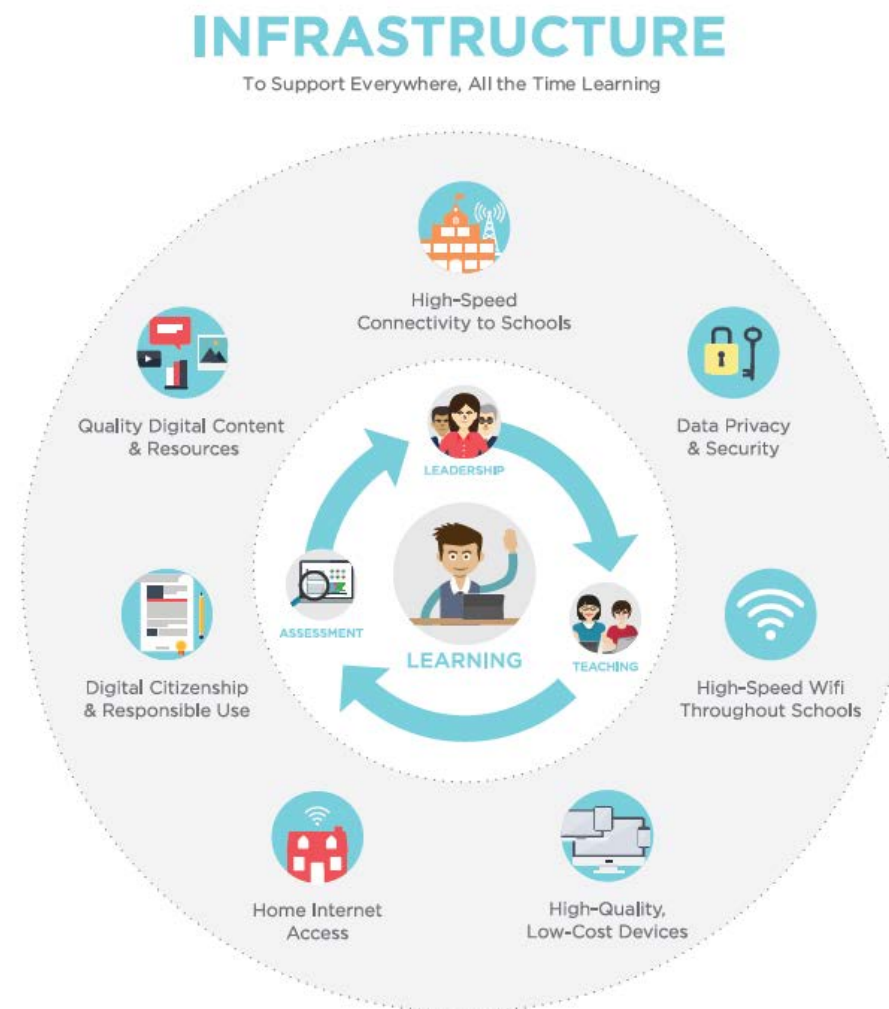 INFRASTRUCTURE
To Support Everywhere, All the Time Learning
High-Speed
Connectivity to Schools
Quality Digital Content
& Resources
Data Privacy
& Security
LEADERSHIP
ASSESSMENT
LEARNING
TEACHING
Digital Citizenship
& Responsible Use
High-Speed Wifi
Throughout Schools
Home Internet
Access
High-Quality,
Low-Cost Devices